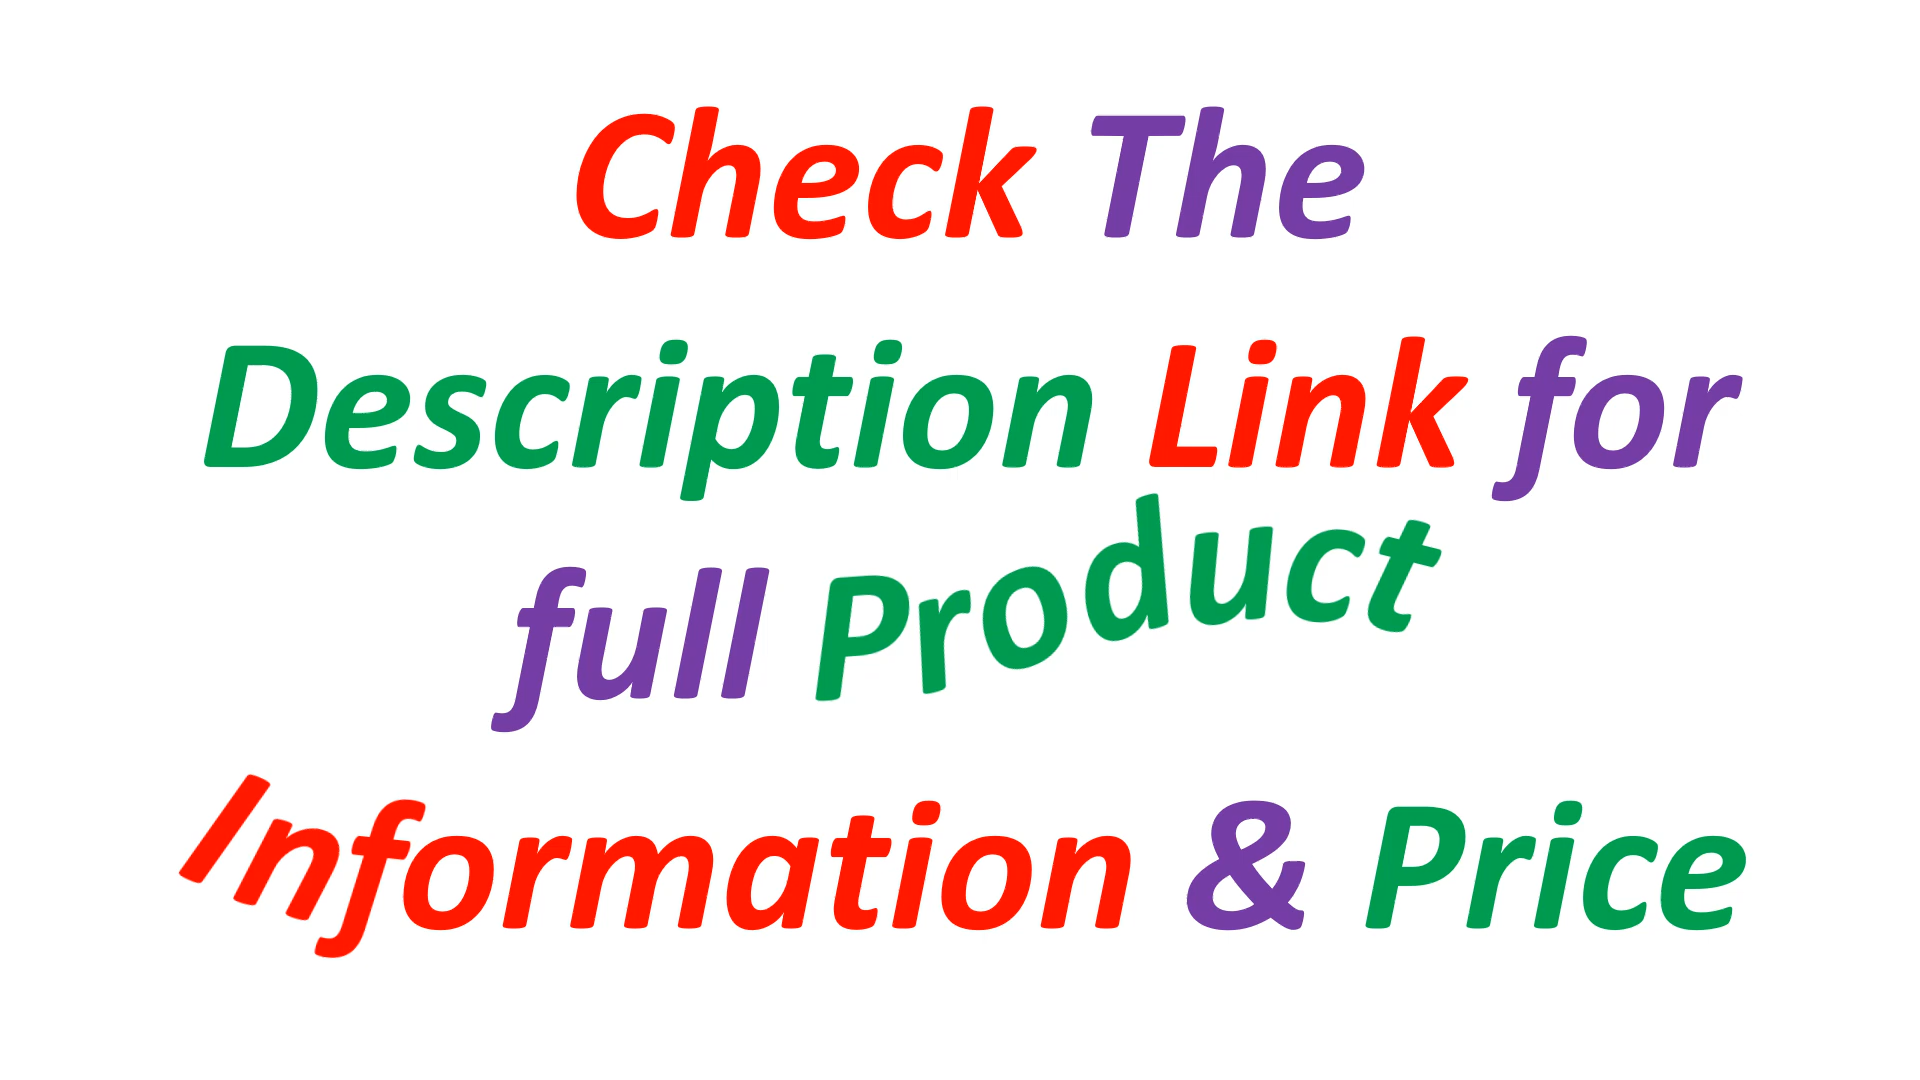 Check The
Description Link for
full Product
Information & Price